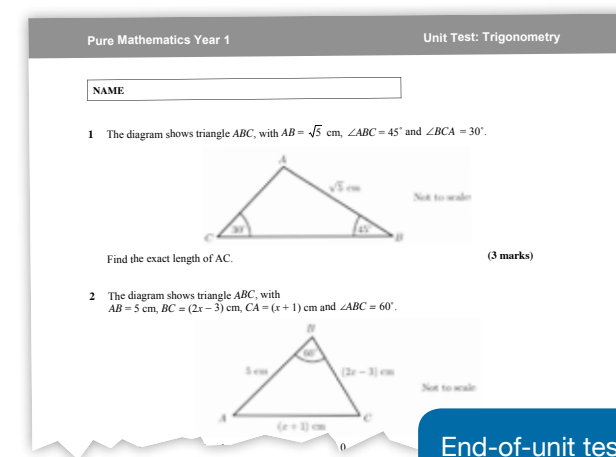 Pure Mathematics Year 1 Unit Test: Trigonometry
NAME
1 The diagram shows triangle ABC, with AB = √5 cm, ∠ABC = 45° and ∠BCA = 30°.
A
√5 cm
Not to scale
30°
45°
C
B
Find the exact length of AC. (3 marks)
2 The diagram shows triangle ABC, with
AB = 5 cm, BC = (2x – 3) cm, CA = (x + 1) cm and ∠ABC = 60°.
B
60°
5 cm
(2x – 3) cm
Not to scale
A
C
(x + 1) cm
End-of-unit tes